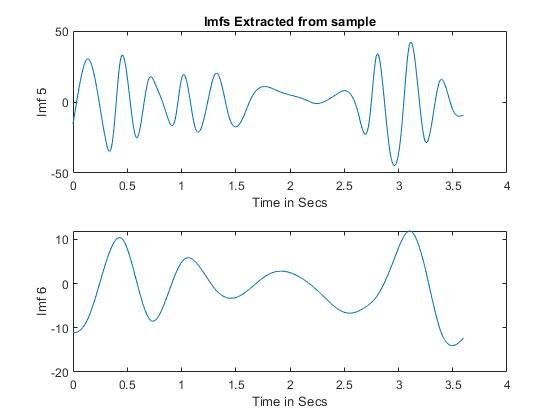 Imfs Extracted from sample
50
0
-50
Imf 5
0 0.5 1 1.5 2 2.5 3 3.5 4
Time in Secs
10
0
-10
-20
Imf 6
0 0.5 1 1.5 2 2.5 3 3.5 4
Time in Secs